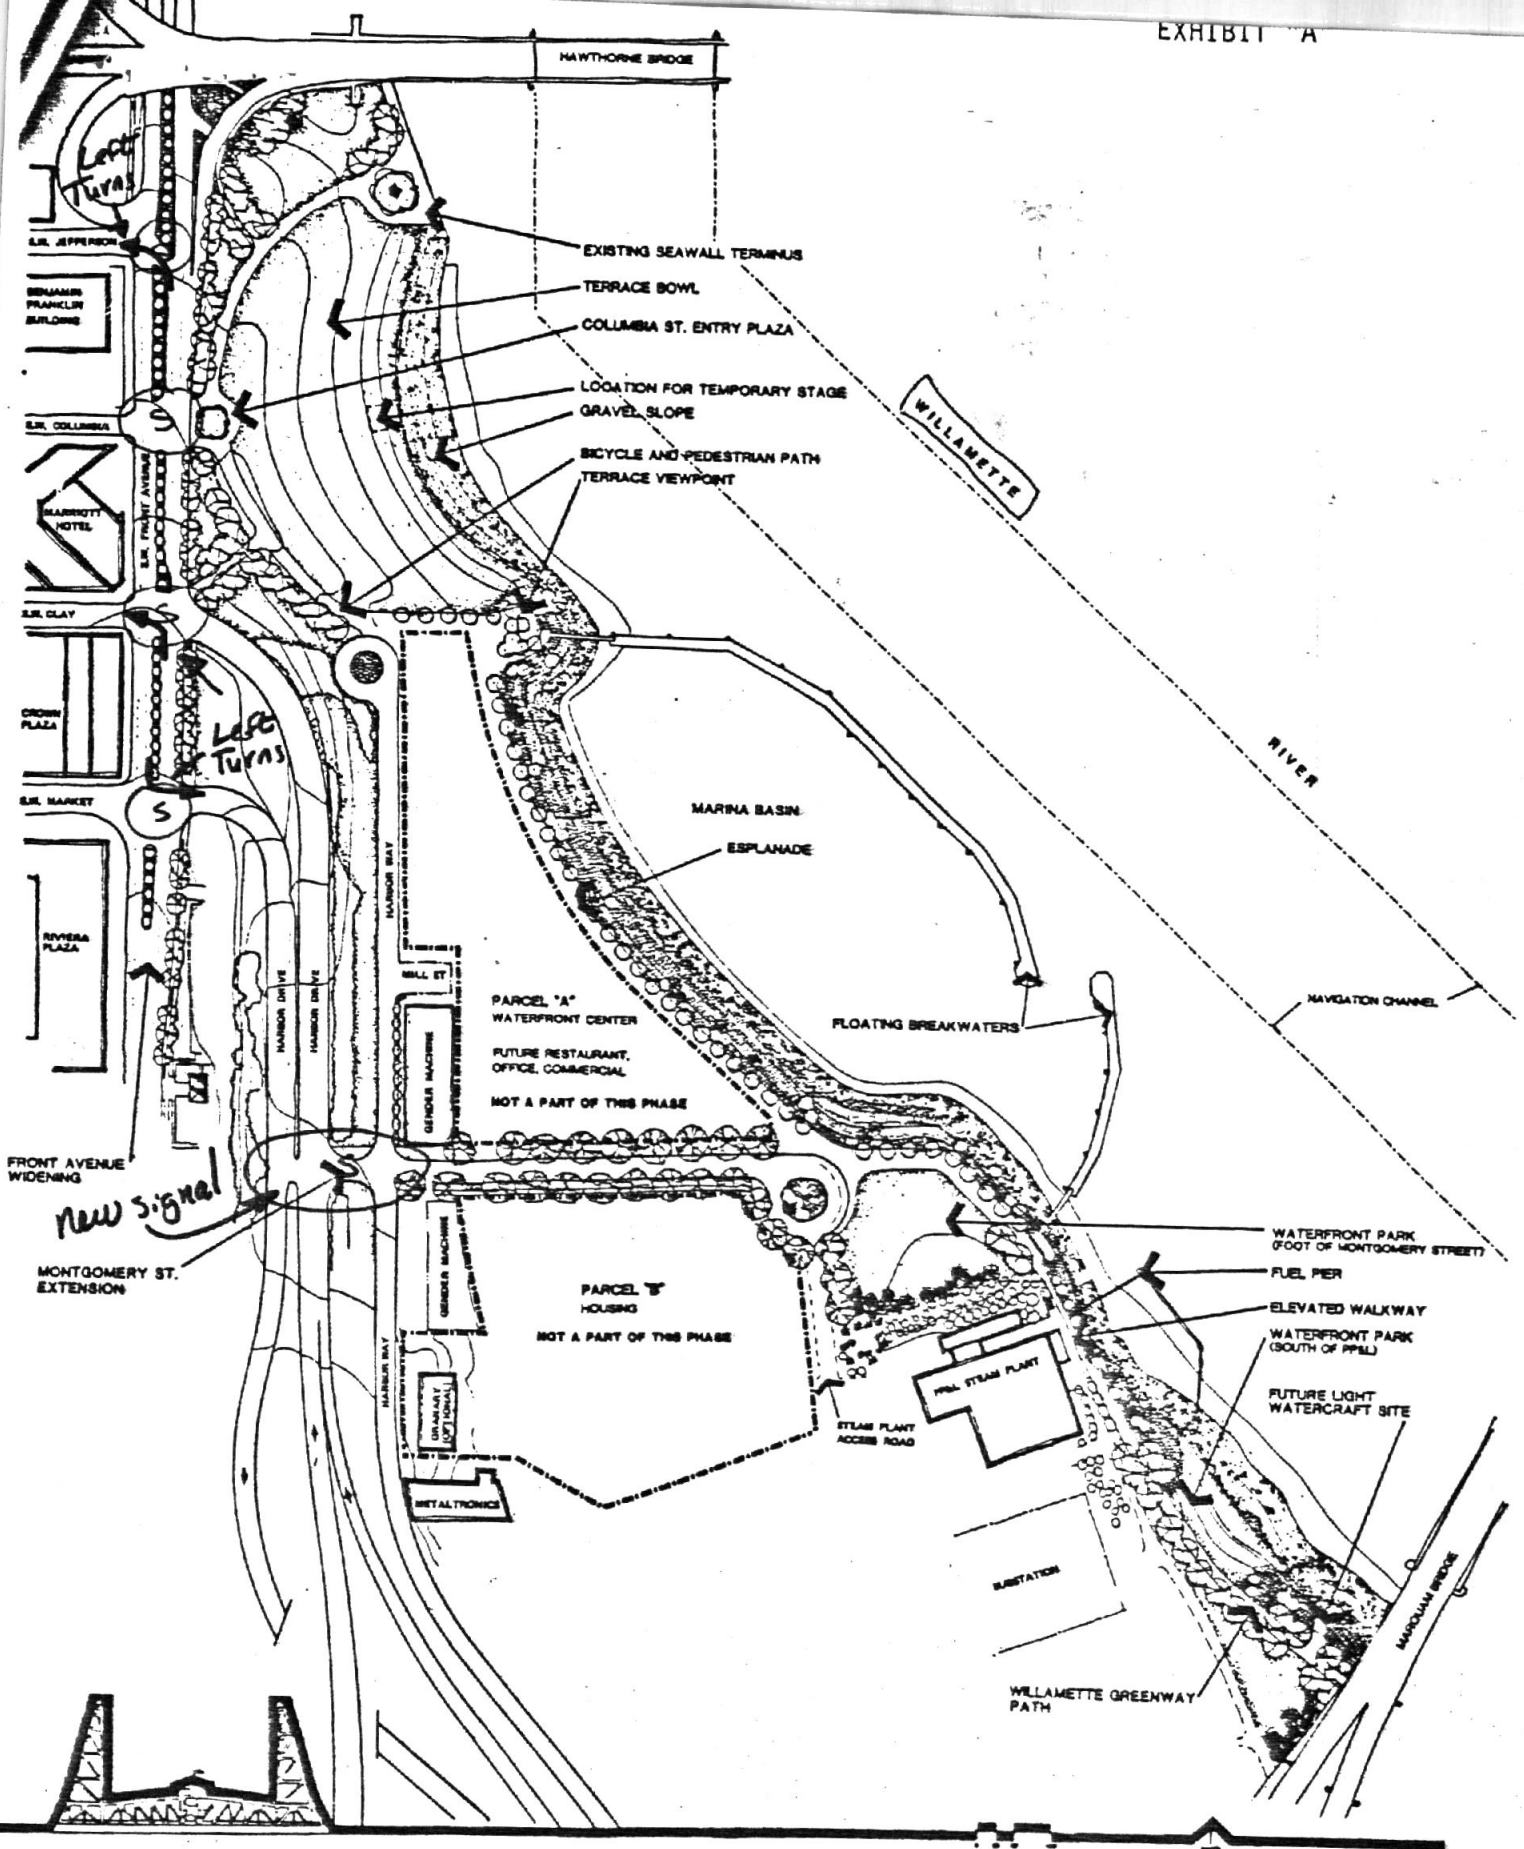 EXHIBIT "A
HAWTHORNE BRIDGE
Left
Turns
S.W. JEFFERSON
EXISTING SEAWALL TERMINUS
TERRACE BOWL
BENJAMIN
FRANKLIN
BUILDING
COLUMBIA ST. ENTRY PLAZA
LOCATION FOR TEMPORARY STAGE
GRAVEL SLOPE
S
S.W. COLUMBIA
WILLAMETTE
BICYCLE AND PEDESTRIAN PATH
TERRACE VIEWPOINT
S.W. FRONT AVENUE
MARRIOTT
HOTEL
S
S.W. CLAY
CROWN
PLAZA
Left
Turns
RIVER
S.W. MARKET
S
MARINA BASIN
ESPLANADE
HARBOR WAY
RIVIERA
PLAZA
HARBOR DRIVE
HARBOR DRIVE
MILL ST
PARCEL "A"
WATERFRONT CENTER
FUTURE RESTAURANT,
OFFICE, COMMERCIAL
NOT A PART OF THIS PHASE
GENDER MACHINE
NAVIGATION CHANNEL
FLOATING BREAKWATERS
FRONT AVENUE
WIDENING
S
new signal
MONTGOMERY ST.
EXTENSION
GENDER MACHINE
PARCEL "B"
HOUSING
NOT A PART OF THIS PHASE
WATERFRONT PARK
(FOOT OF MONTGOMERY STREET)
FUEL PIER
ELEVATED WALKWAY
WATERFRONT PARK
(SOUTH OF PP&L)
HARBOR WAY
GRANARY
(OPTIONAL)
PP&L STEAM PLANT
FUTURE LIGHT
WATERCRAFT SITE
STEAM PLANT
ACCESS ROAD
METALTRONICS
SUBSTATION
MARQUAM BRIDGE
WILLAMETTE GREENWAY
PATH